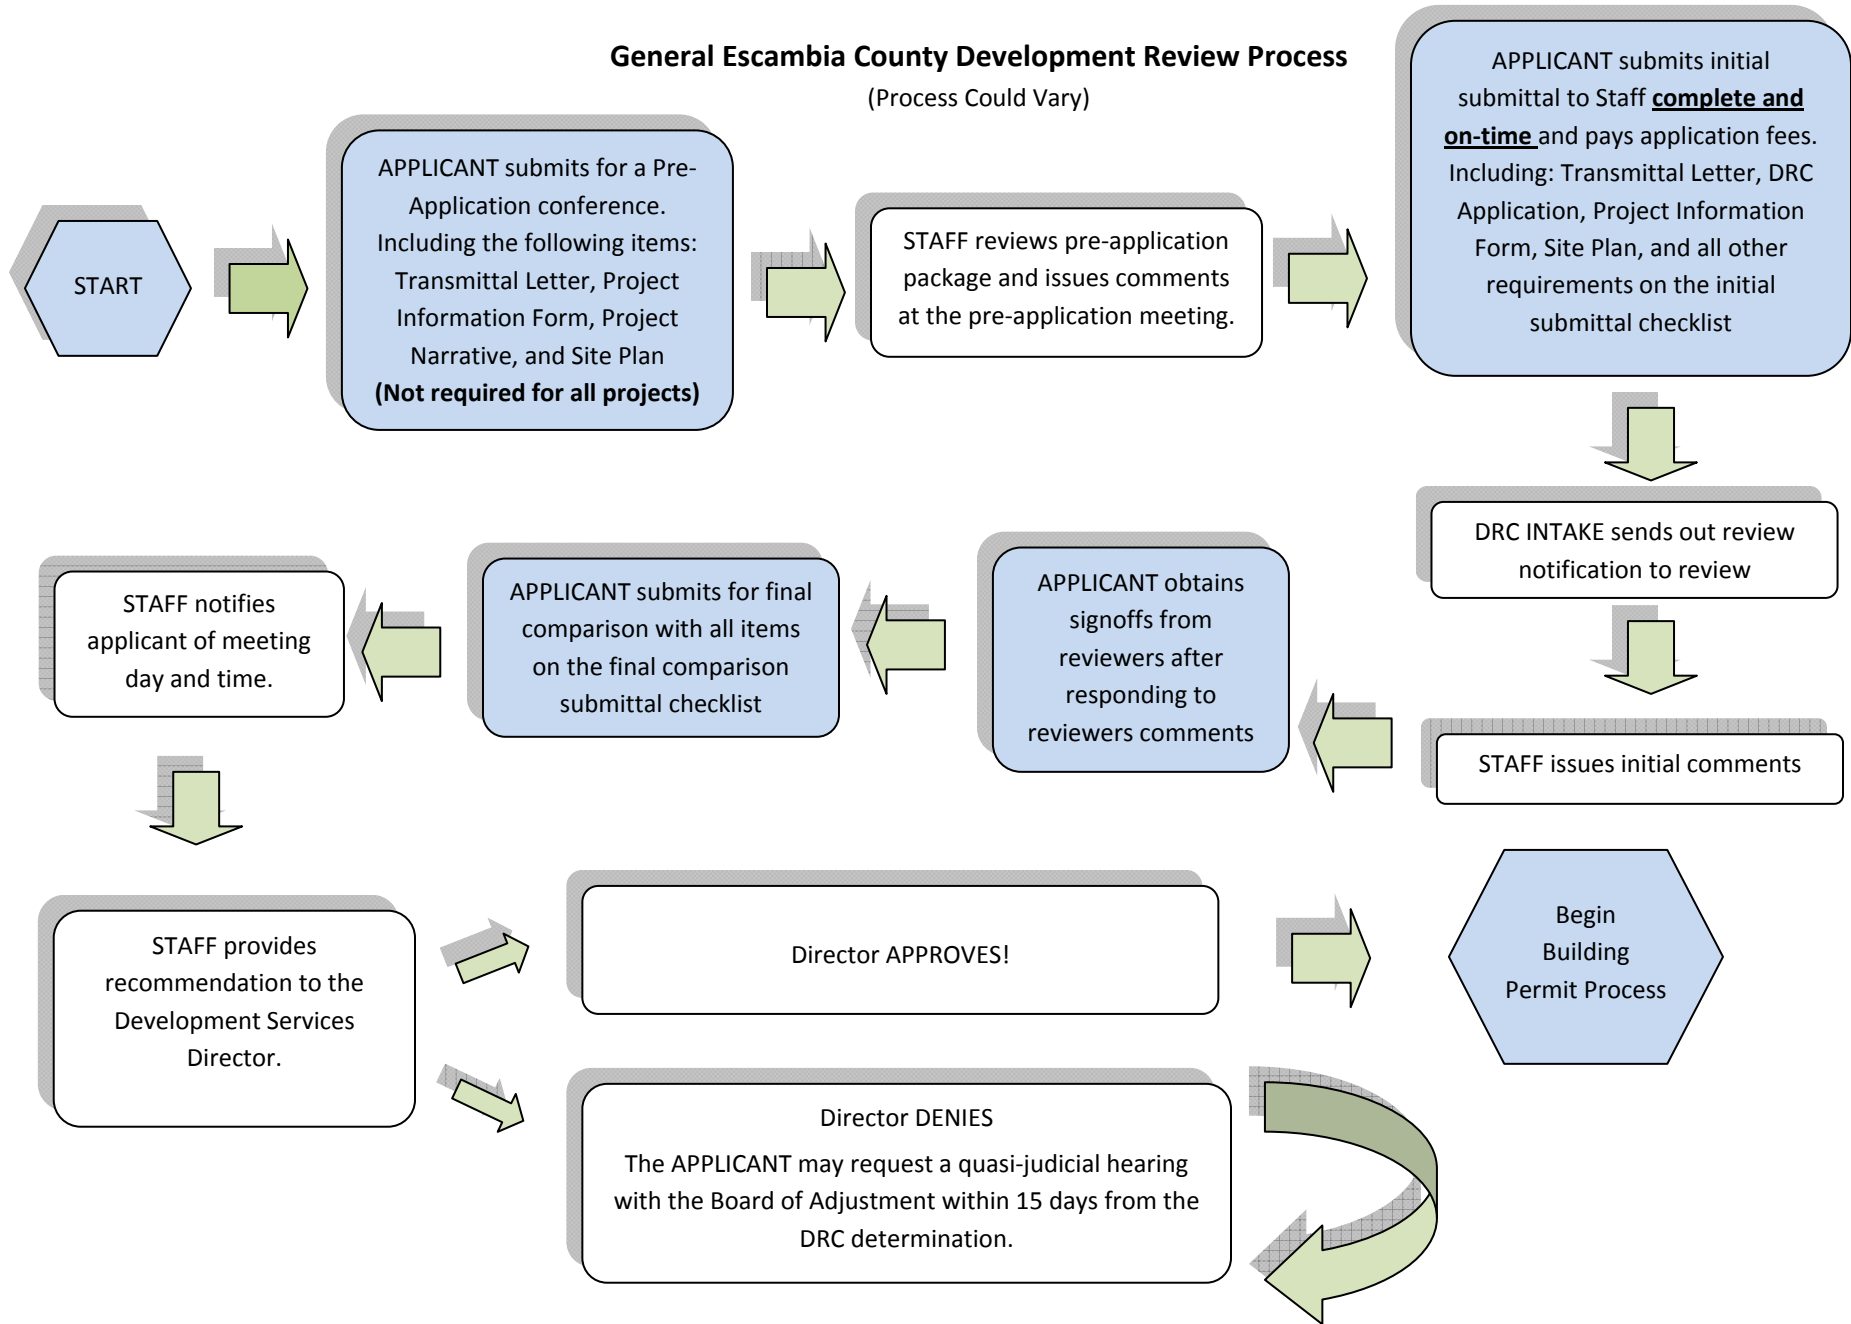 General Escambia County Development Review Process
(Process Could Vary)
START
APPLICANT submits for a Pre-
Application conference.
Including the following items:
Transmittal Letter, Project
Information Form, Project
Narrative, and Site Plan
(Not required for all projects)
STAFF reviews pre-application
package and issues comments
at the pre-application meeting.
APPLICANT submits initial
submittal to Staff complete and
on-time and pays application fees.
Including: Transmittal Letter, DRC
Application, Project Information
Form, Site Plan, and all other
requirements on the initial
submittal checklist
DRC INTAKE sends out review
notification to review
STAFF issues initial comments
APPLICANT obtains
signoffs from
reviewers after
responding to
reviewers comments
APPLICANT submits for final
comparison with all items
on the final comparison
submittal checklist
STAFF notifies
applicant of meeting
day and time.
STAFF provides
recommendation to the
Development Services
Director.
Director APPROVES!
Begin
Building
Permit Process
Director DENIES
The APPLICANT may request a quasi-judicial hearing
with the Board of Adjustment within 15 days from the
DRC determination.